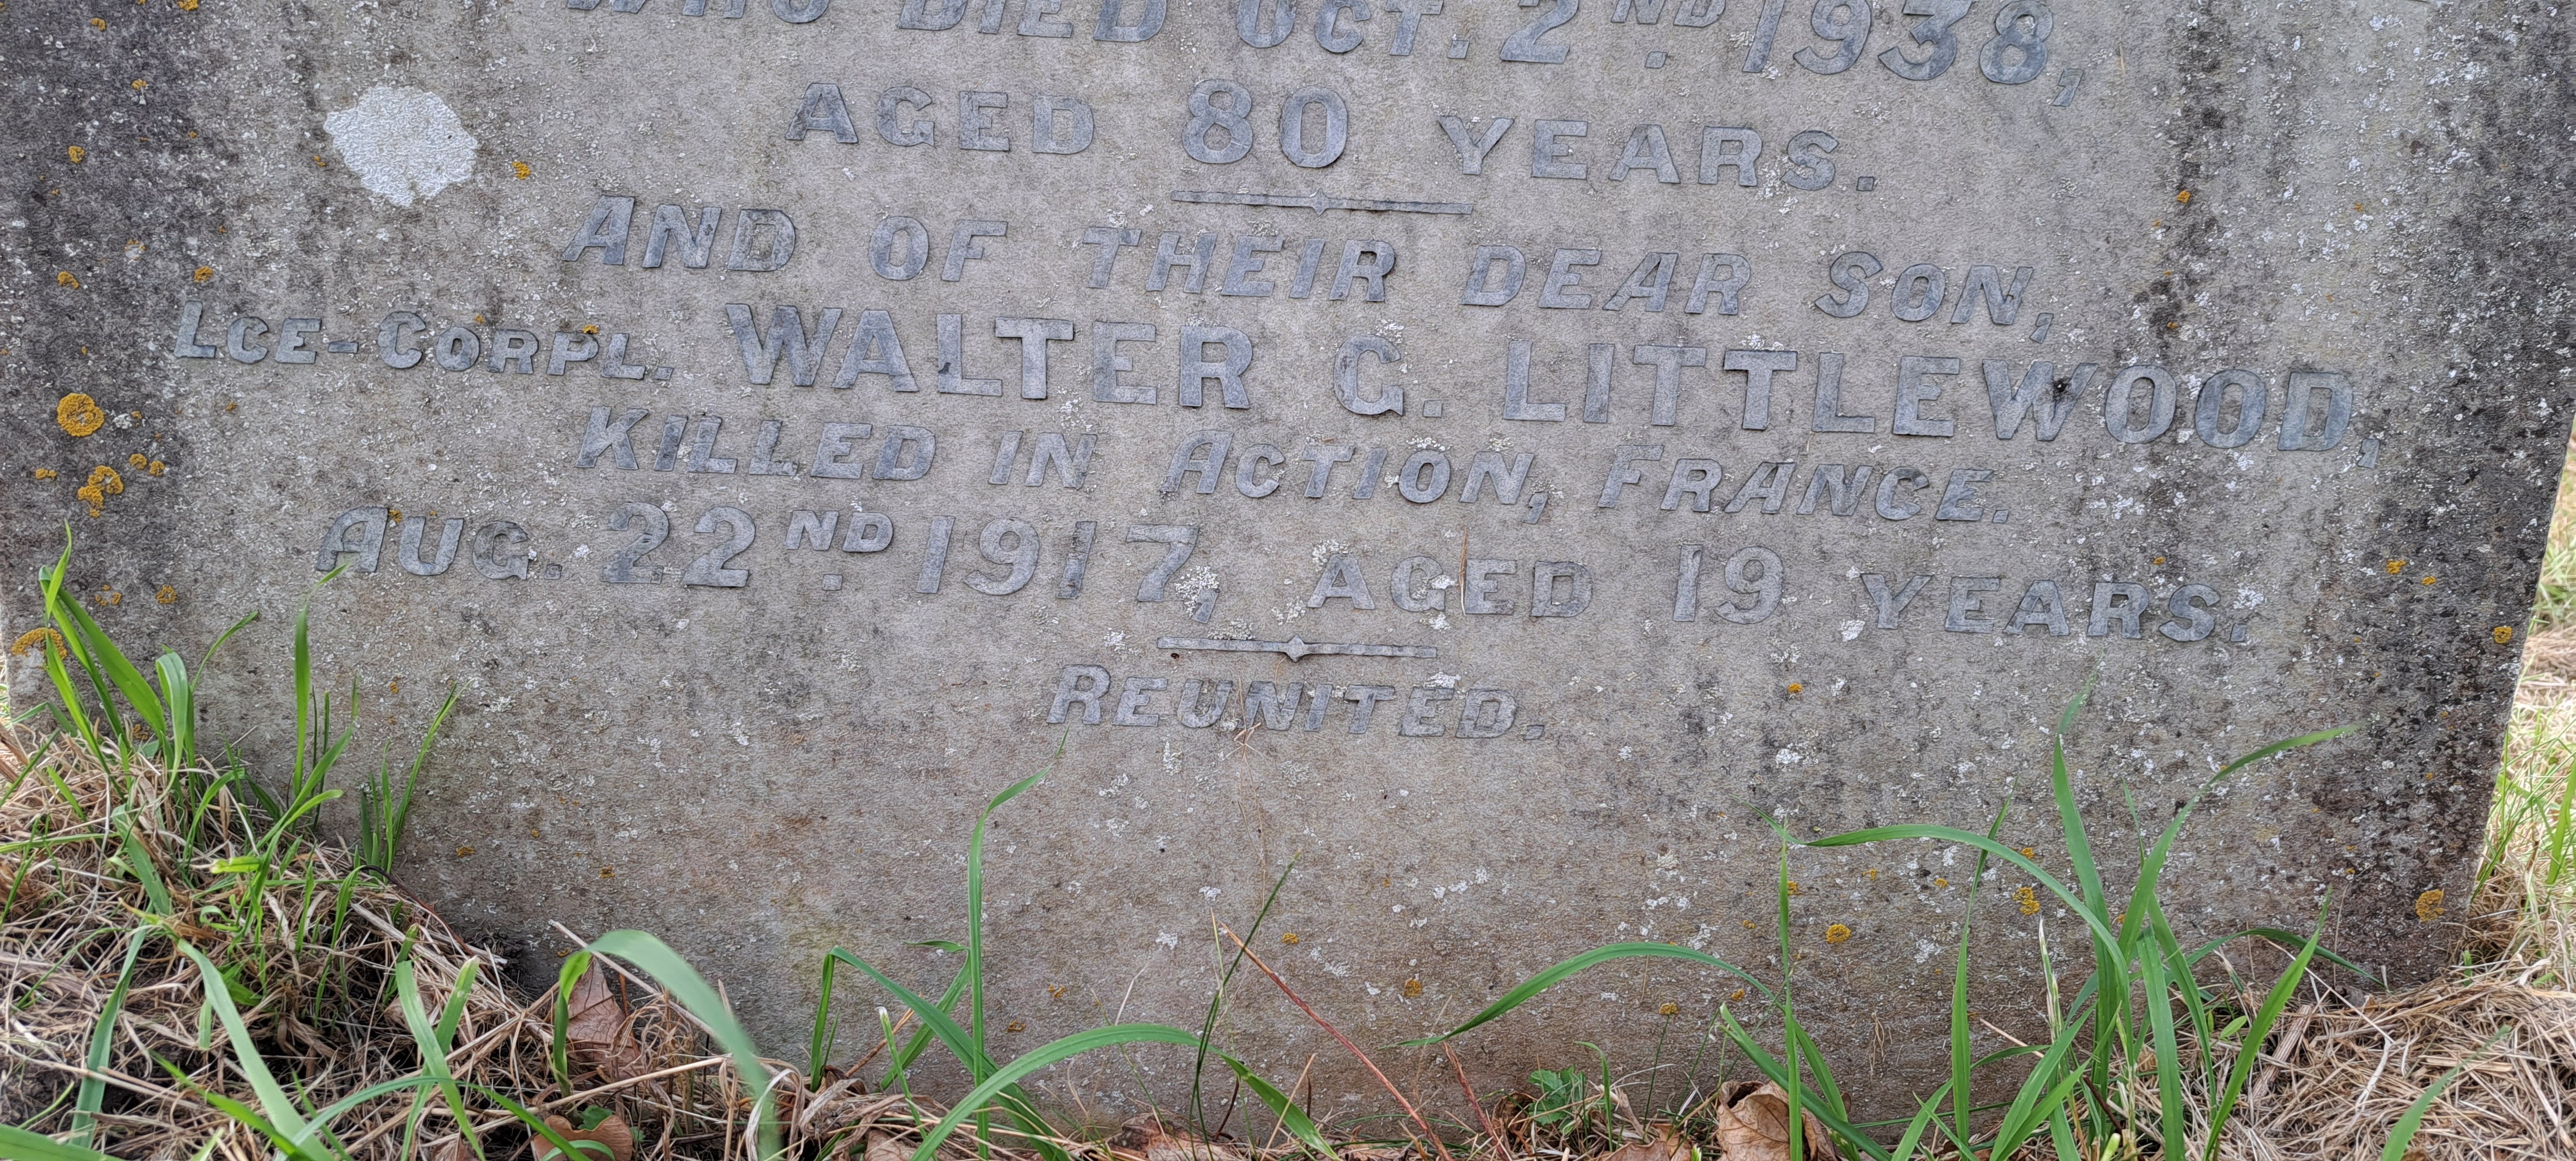 WHO DIED OCT. 2ND 1938,
AGED 80 YEARS.
AND OF THEIR DEAR SON,
LCE-CORPL. WALTER G. LITTLEWOOD,
KILLED IN ACTION, FRANCE.
AUG. 22ND 1917, AGED 19 YEARS.
REUNITED.